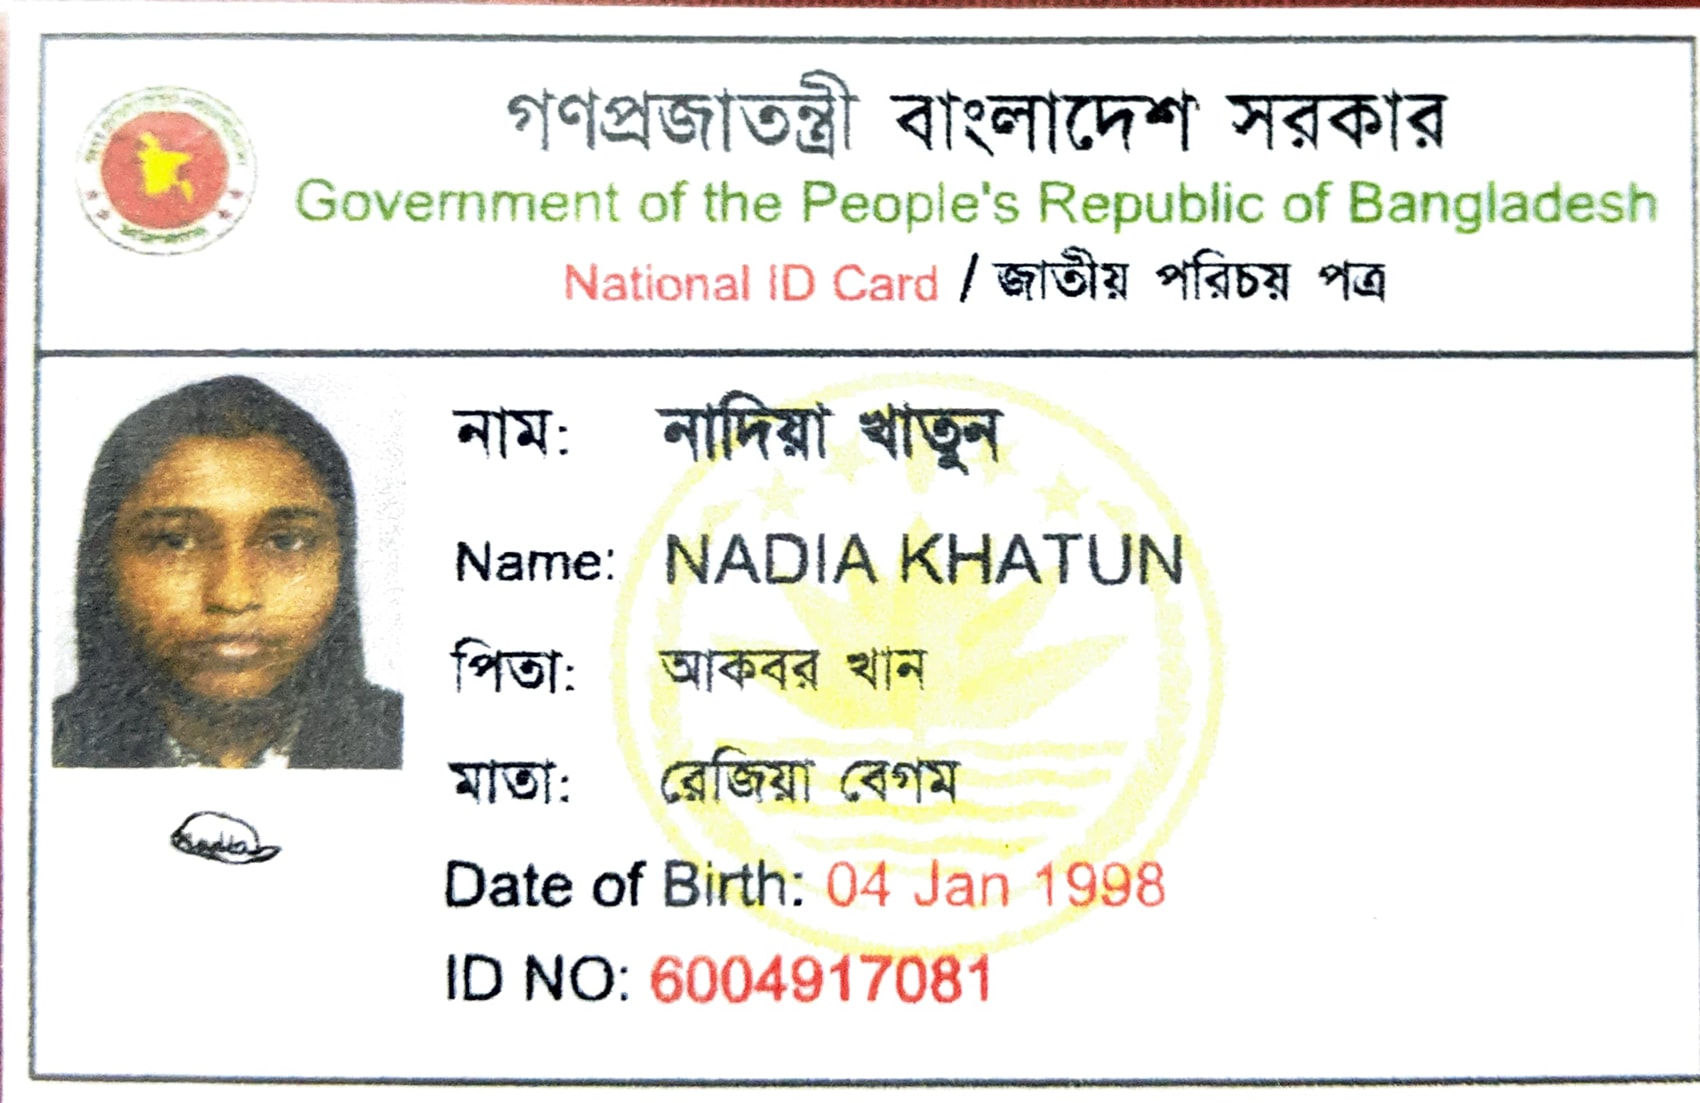 গণপ্রজাতন্ত্রী বাংলাদেশ সরকার
Government of the People's Republic of Bangladesh
National ID Card / জাতীয় পরিচয় পত্র
নাম: নাদিয়া খাতুন
Name: NADIA KHATUN
পিতা: আকবর খান
মাতা: রেজিয়া বেগম
Nadia
Date of Birth: 04 Jan 1998
ID NO: 6004917081